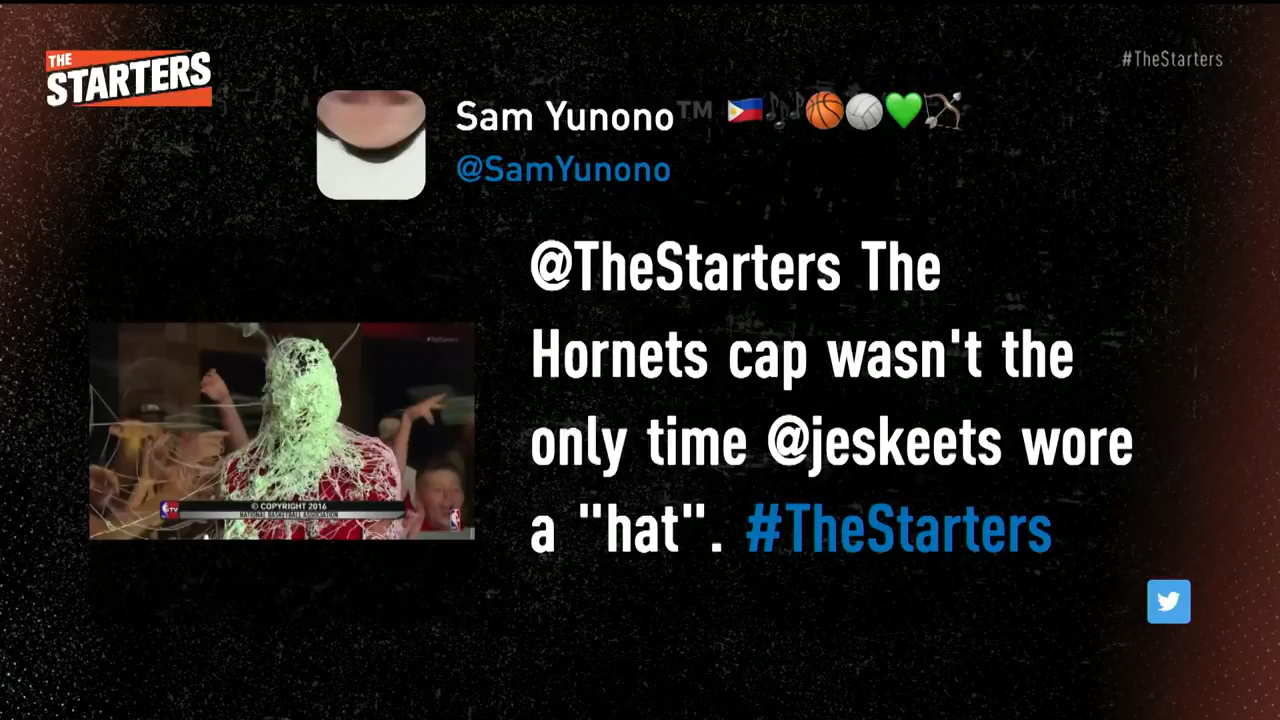 THE
STARTERS
#TheStarters
Sam Yunono™ 🇵🇭🎶🏀🏐💚🏹
@SamYunono
@TheStarters The
Hornets cap wasn't the
only time @jeskeets wore
a "hat". #TheStarters
#TheStarters
© COPYRIGHT 2016
NATIONAL BASKETBALL ASSOCIATION